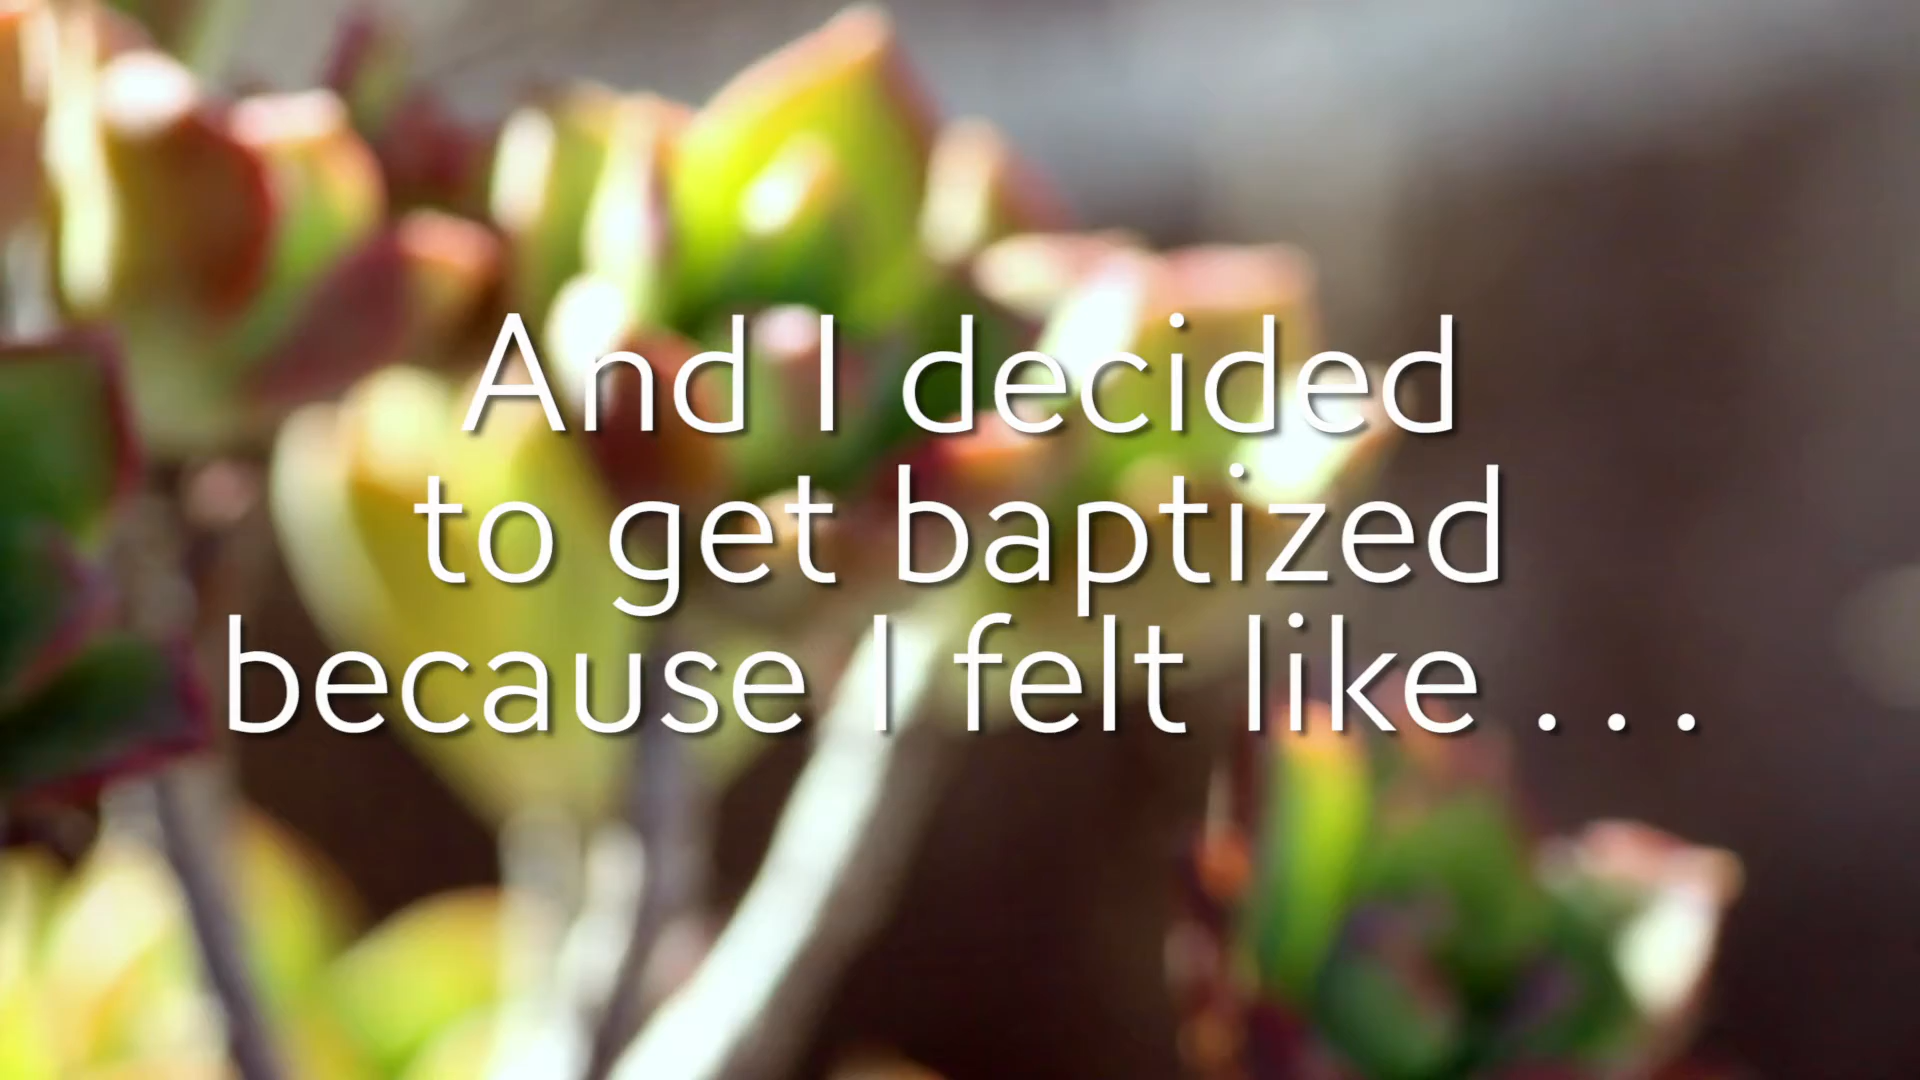 And I decided
to get baptized
because I felt like . . .